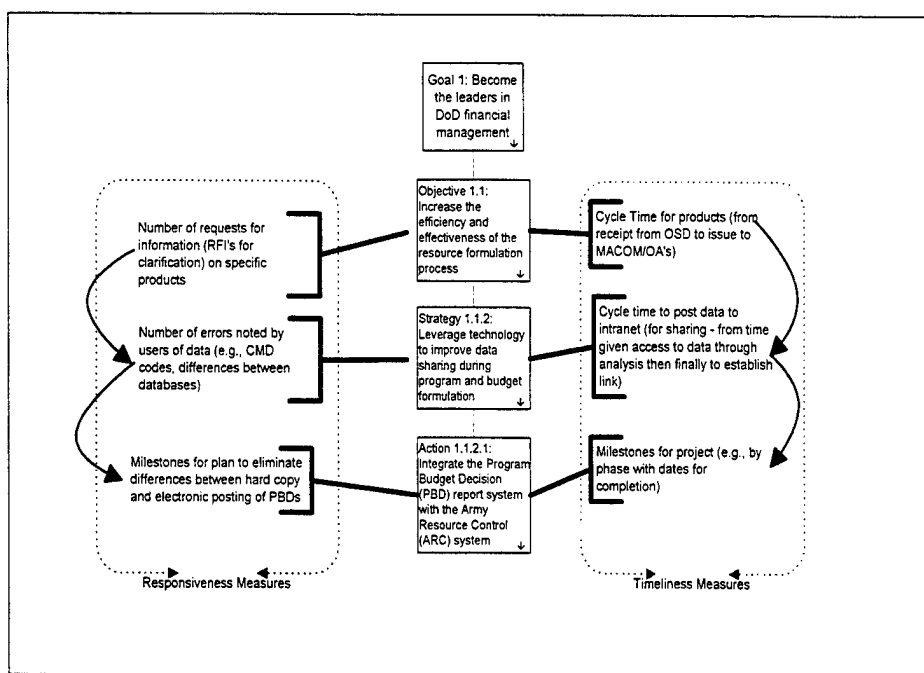 Goal 1: Become
the leaders in
DoD financial
management
Objective 1.1:
Increase the
efficiency and
effectiveness of the
resource formulation
process
Number of requests for
information (RFI's for
clarification) on specific
products
Cycle Time for products (from
receipt from OSD to issue to
MACOM/OA's)
Strategy 1.1.2:
Leverage technology
to improve data
sharing during
program and budget
formulation
Number of errors noted by
users of data (e.g., CMD
codes, differences between
databases)
Cycle time to post data to
intranet (for sharing - from time
given access to data through
analysis then finally to establish
link)
Action 1.1.2.1:
Integrate the Program
Budget Decision
(PBD) report system
with the Army
Resource Control
(ARC) system
Milestones for plan to eliminate
differences between hard copy
and electronic posting of PBDs
Milestones for project (e.g., by
phase with dates for
completion)
Responsiveness Measures
Timeliness Measures